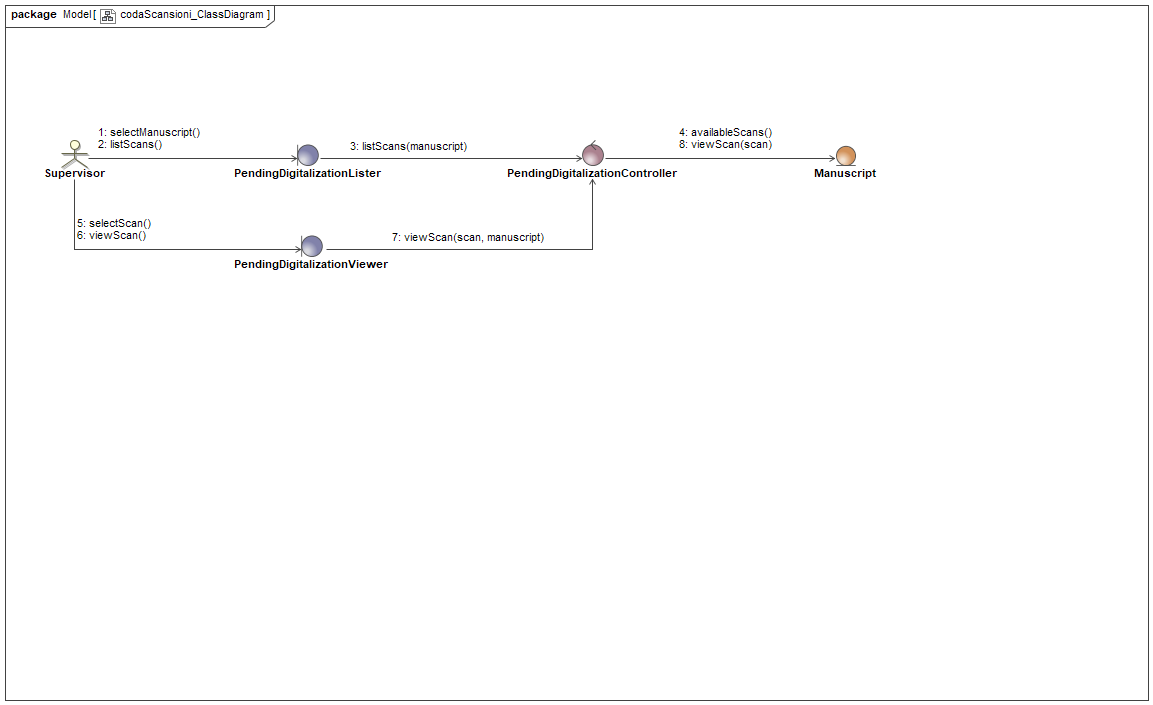 package Model[ codaScansioni_ClassDiagram ]
1: selectManuscript()
2: listScans()
3: listScans(manuscript)
4: availableScans()
8: viewScan(scan)
Supervisor
PendingDigitalizationLister
PendingDigitalizationController
Manuscript
5: selectScan()
6: viewScan()
7: viewScan(scan, manuscript)
PendingDigitalizationViewer